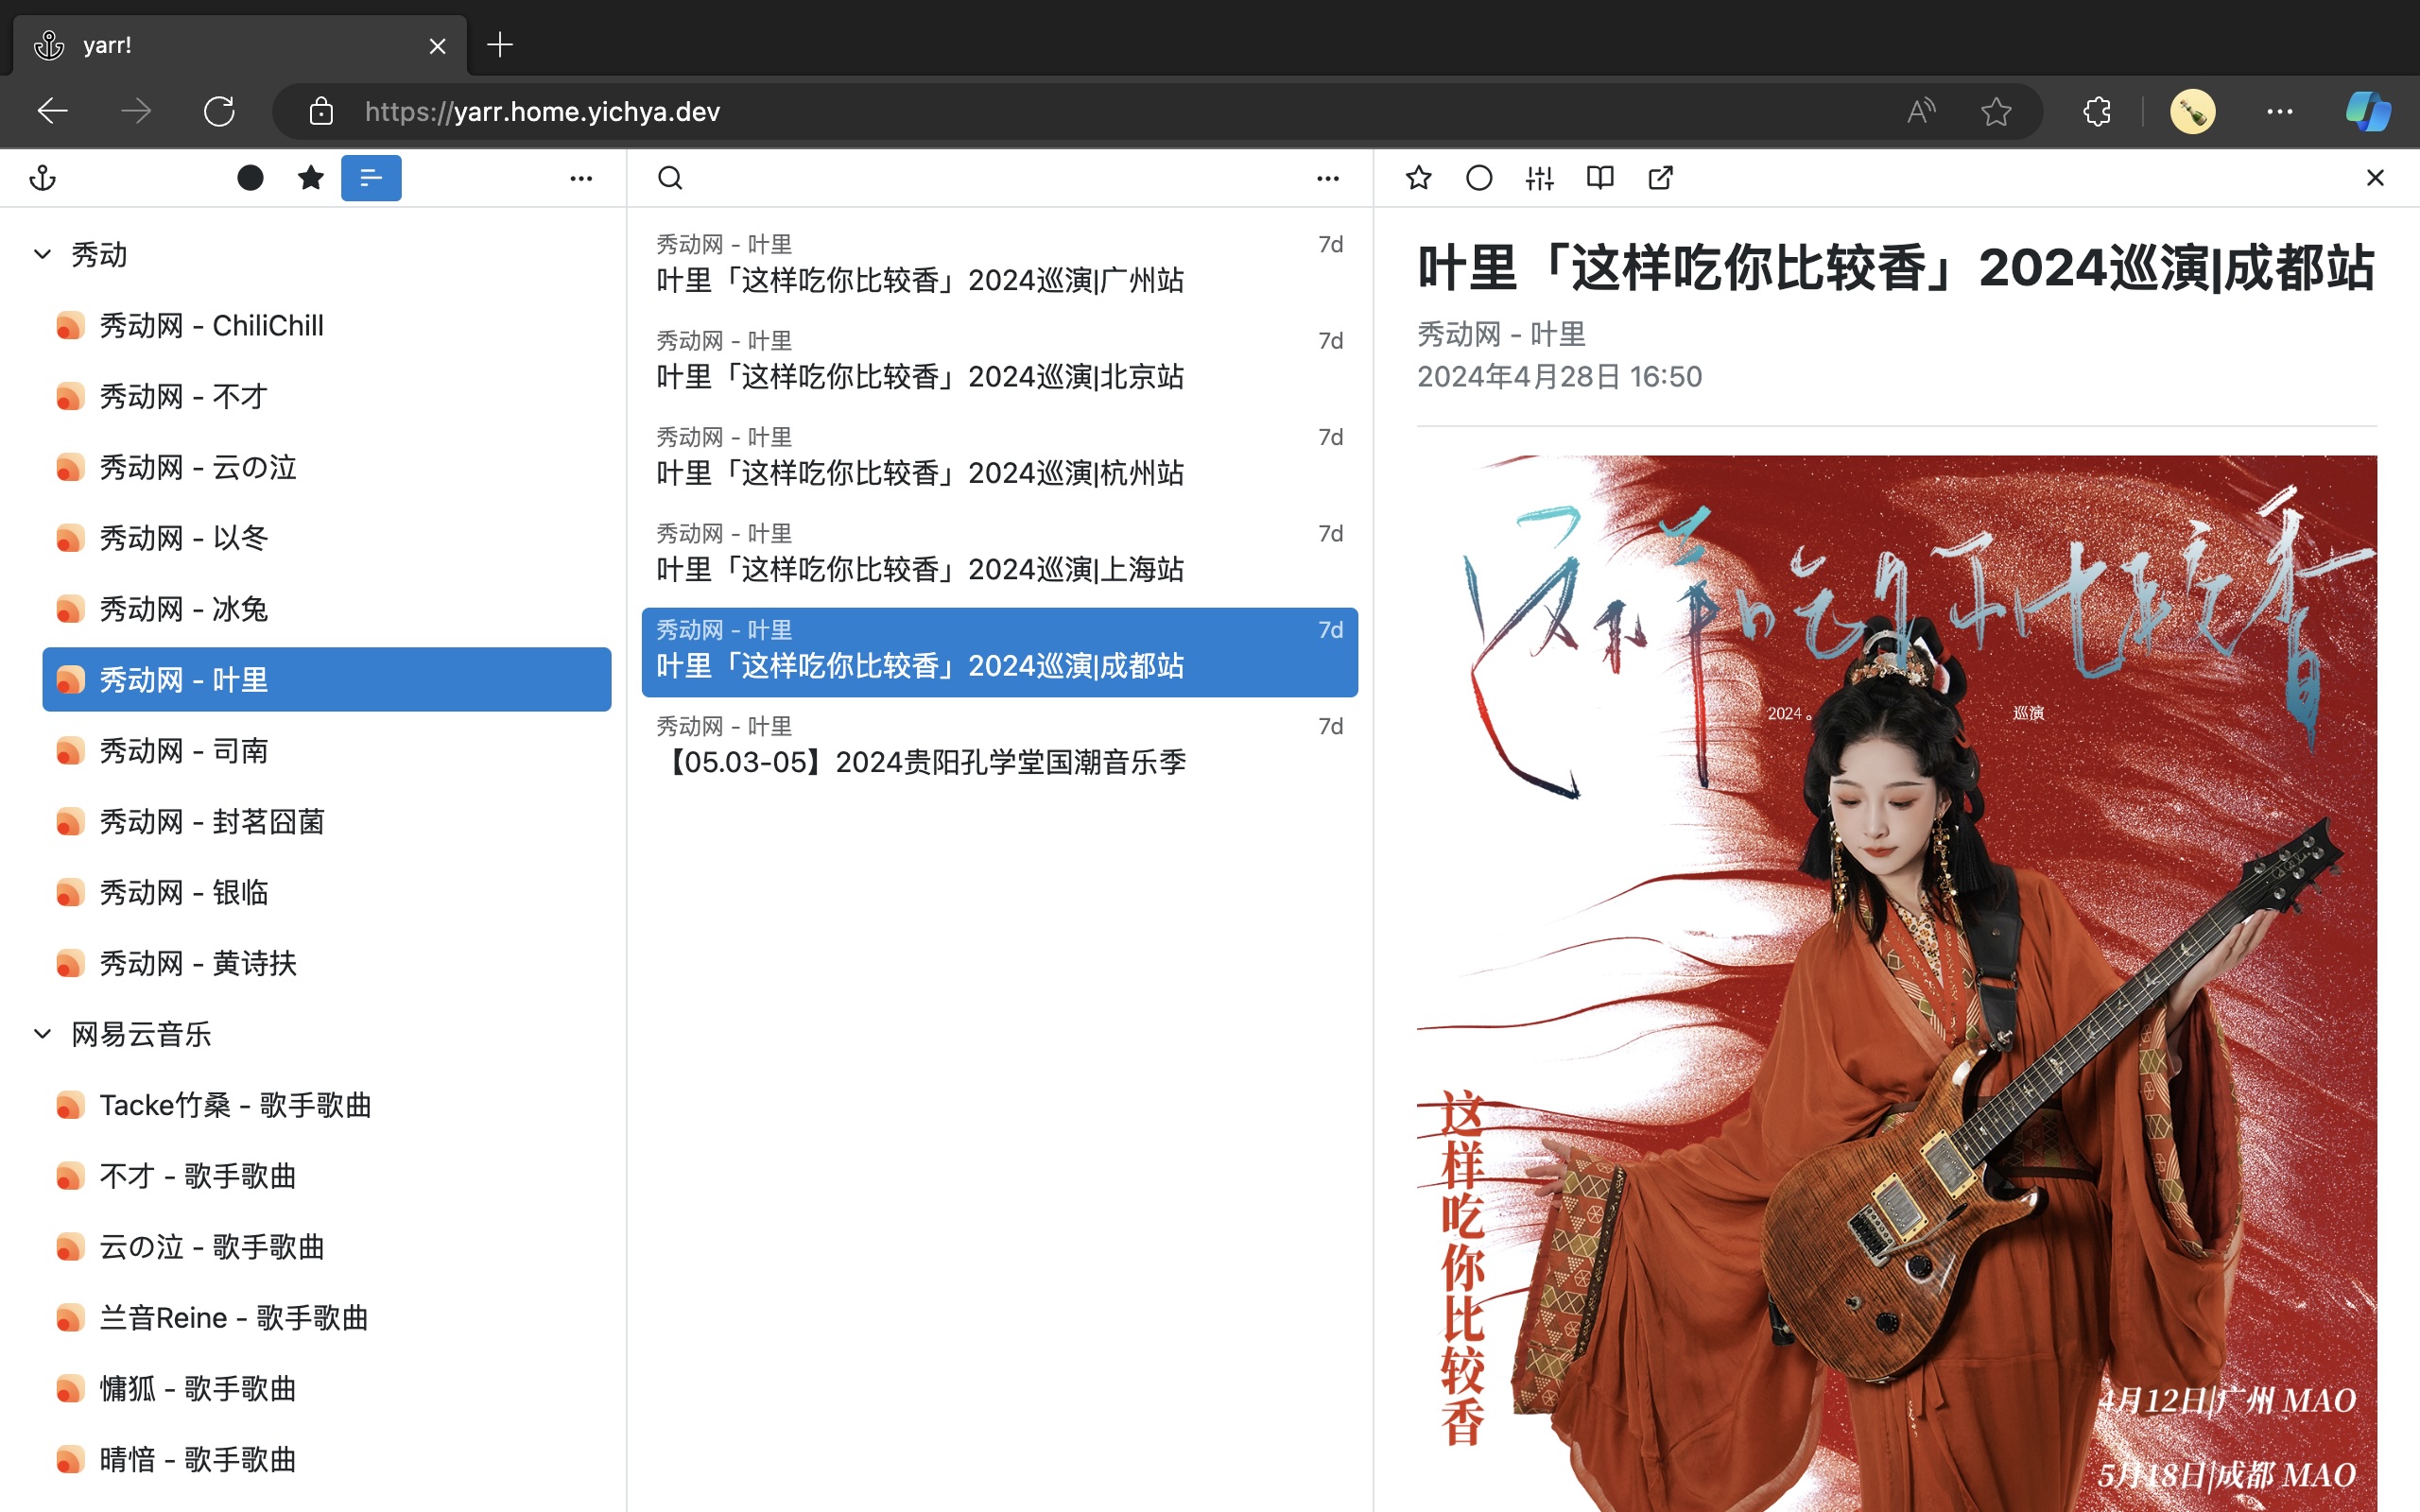 yarr!
https://yarr.home.yichya.dev
秀动
秀动网 - ChiliChill
秀动网 - 不才
秀动网 - 云の泣
秀动网 - 以冬
秀动网 - 冰兔
秀动网 - 叶里
秀动网 - 司南
秀动网 - 封茗囧菌
秀动网 - 银临
秀动网 - 黄诗扶
网易云音乐
Tacke竹桑 - 歌手歌曲
不才 - 歌手歌曲
云の泣 - 歌手歌曲
兰音Reine - 歌手歌曲
慵狐 - 歌手歌曲
晴愔 - 歌手歌曲
秀动网 - 叶里 7d
叶里「这样吃你比较香」2024巡演|广州站
秀动网 - 叶里 7d
叶里「这样吃你比较香」2024巡演|北京站
秀动网 - 叶里 7d
叶里「这样吃你比较香」2024巡演|杭州站
秀动网 - 叶里 7d
叶里「这样吃你比较香」2024巡演|上海站
秀动网 - 叶里 7d
叶里「这样吃你比较香」2024巡演|成都站
秀动网 - 叶里 7d
【05.03-05】2024贵阳孔学堂国潮音乐季
叶里「这样吃你比较香」2024巡演|成都站
秀动网 - 叶里
2024年4月28日 16:50
这样吃你比较香
2024。 巡演
这样吃你比较香
4月12日|广州 MAO
5月18日|成都 MAO